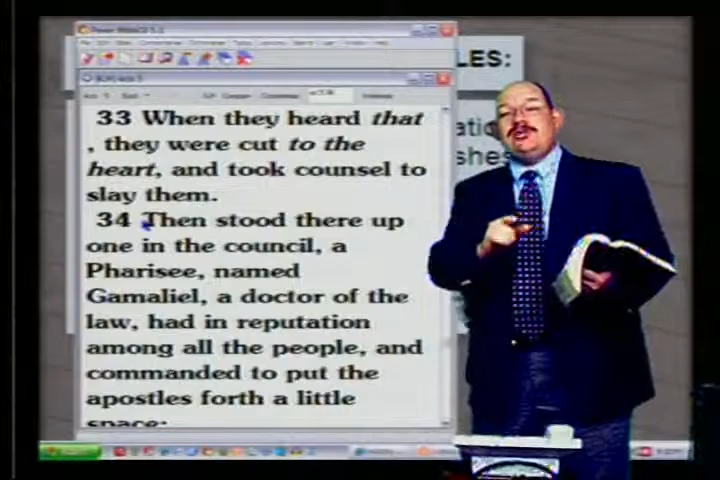 LES:
33 When they heard that
, they were cut to the
heart, and took counsel to
slay them.
34 Then stood there up
one in the council, a
Pharisee, named
Gamaliel, a doctor of the
law, had in reputation
among all the people, and
commanded to put the
apostles forth a little
space;
shes